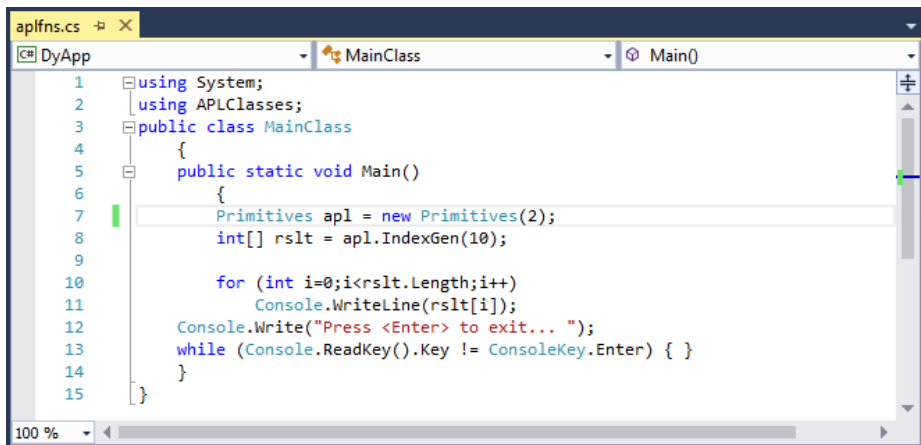 aplfns.cs
C# DyApp MainClass Main()
1 using System;
2 using APLClasses;
3 public class MainClass
4 {
5 public static void Main()
6 {
7 Primitives apl = new Primitives(2);
8 int[] rslt = apl.IndexGen(10);
9
10 for (int i=0;i<rslt.Length;i++)
11 Console.WriteLine(rslt[i]);
12 Console.Write("Press <Enter> to exit... ");
13 while (Console.ReadKey().Key != ConsoleKey.Enter) { }
14 }
15 }
100 %